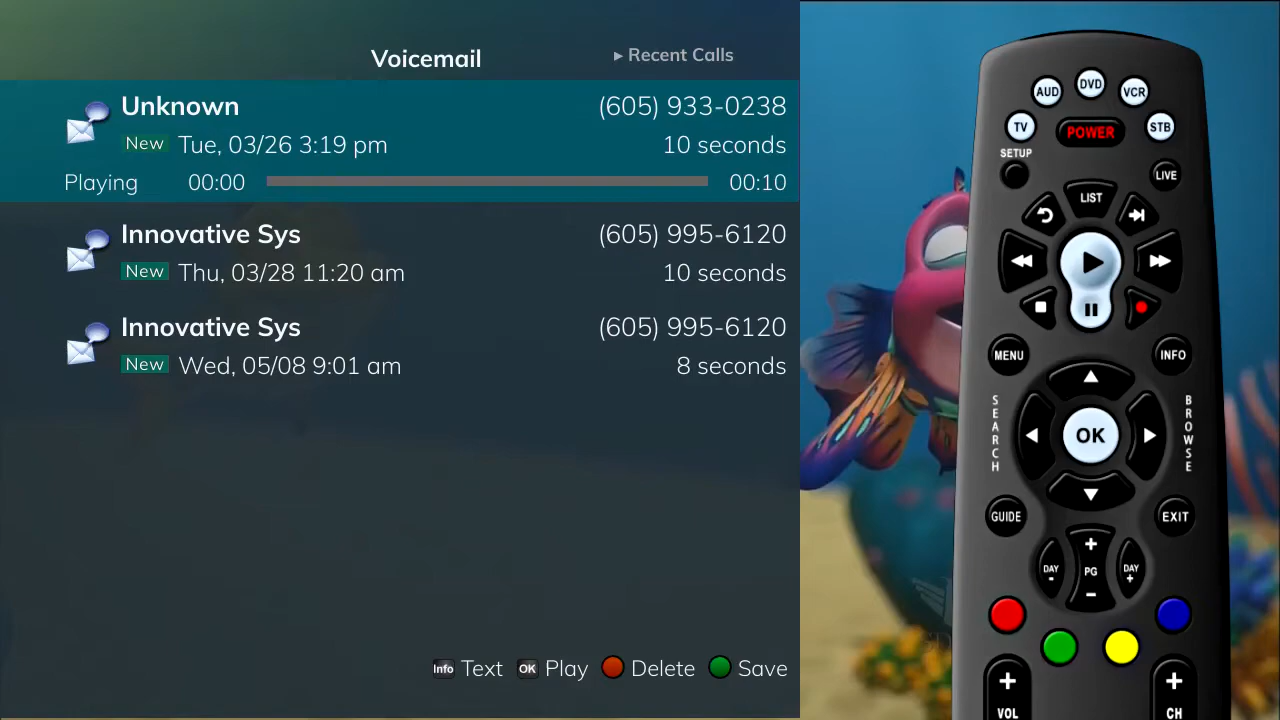 Voicemail
▸ Recent Calls
Unknown (605) 933-0238
New Tue, 03/26 3:19 pm 10 seconds
Playing 00:00 00:10
Innovative Sys (605) 995-6120
New Thu, 03/28 11:20 am 10 seconds
Innovative Sys (605) 995-6120
New Wed, 05/08 9:01 am 8 seconds
Info Text OK Play Delete Save
AUD DVD VCR
TV POWER STB
SETUP
LIVE
LIST
MENU INFO
SEARCH
OK
BROWSE
GUIDE EXIT
+
DAY - PG DAY +
-
+ +
VOL CH